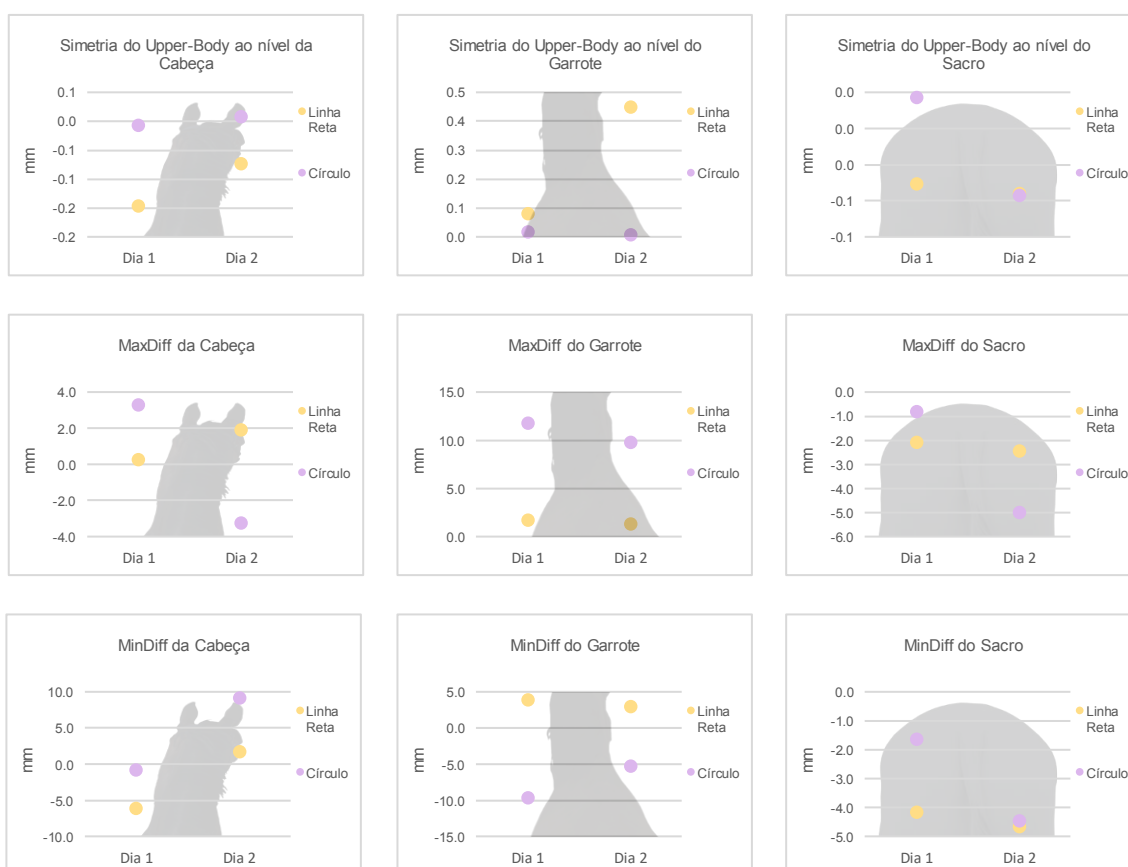 Simetria do Upper-Body ao nível da
Cabeça
0.1
0.0
-0.1
-0.1
-0.2
-0.2
mm
Dia 1 Dia 2
Linha
Reta
Círculo
Simetria do Upper-Body ao nível do
Garrote
0.5
0.4
0.3
0.2
0.1
0.0
mm
Dia 1 Dia 2
Linha
Reta
Círculo
Simetria do Upper-Body ao nível do
Sacro
0.0
0.0
0.0
-0.1
-0.1
mm
Dia 1 Dia 2
Linha
Reta
Círculo
MaxDiff da Cabeça
4.0
2.0
0.0
-2.0
-4.0
mm
Dia 1 Dia 2
Linha
Reta
Círculo
MaxDiff do Garrote
15.0
10.0
5.0
0.0
mm
Dia 1 Dia 2
Linha
Reta
Círculo
MaxDiff do Sacro
0.0
-1.0
-2.0
-3.0
-4.0
-5.0
-6.0
mm
Dia 1 Dia 2
Linha
Reta
Círculo
MinDiff da Cabeça
10.0
5.0
0.0
-5.0
-10.0
mm
Dia 1 Dia 2
Linha
Reta
Círculo
MinDiff do Garrote
5.0
0.0
-5.0
-10.0
-15.0
mm
Dia 1 Dia 2
Linha
Reta
Círculo
MinDiff do Sacro
0.0
-1.0
-2.0
-3.0
-4.0
-5.0
mm
Dia 1 Dia 2
Linha
Reta
Círculo